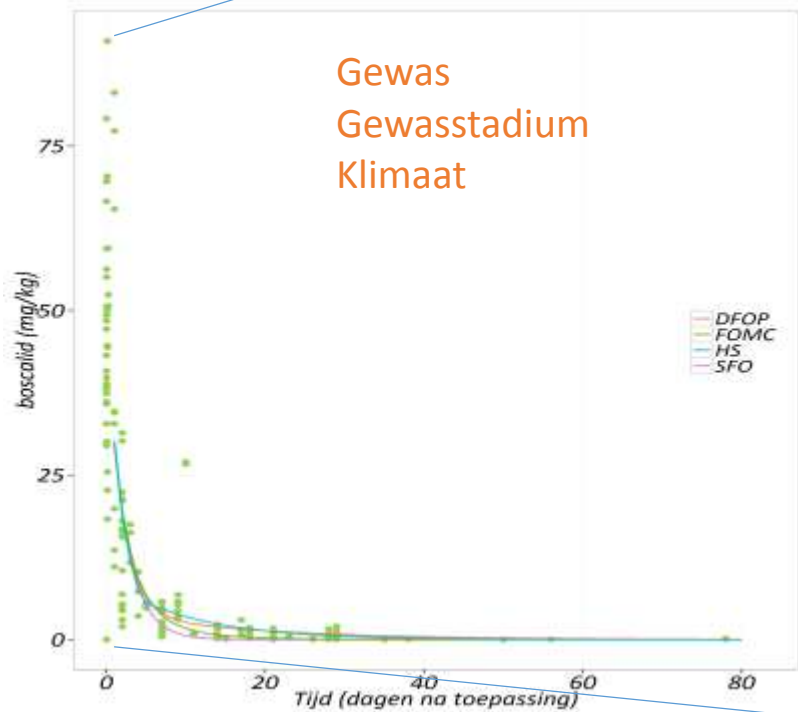 Gewas
Gewasstadium
Klimaat
boscalid (mg/kg)
75
50
25
0
DFOP
FOMC
HS
SFO
0
20
40
60
80
Tijd (dagen na toepassing)